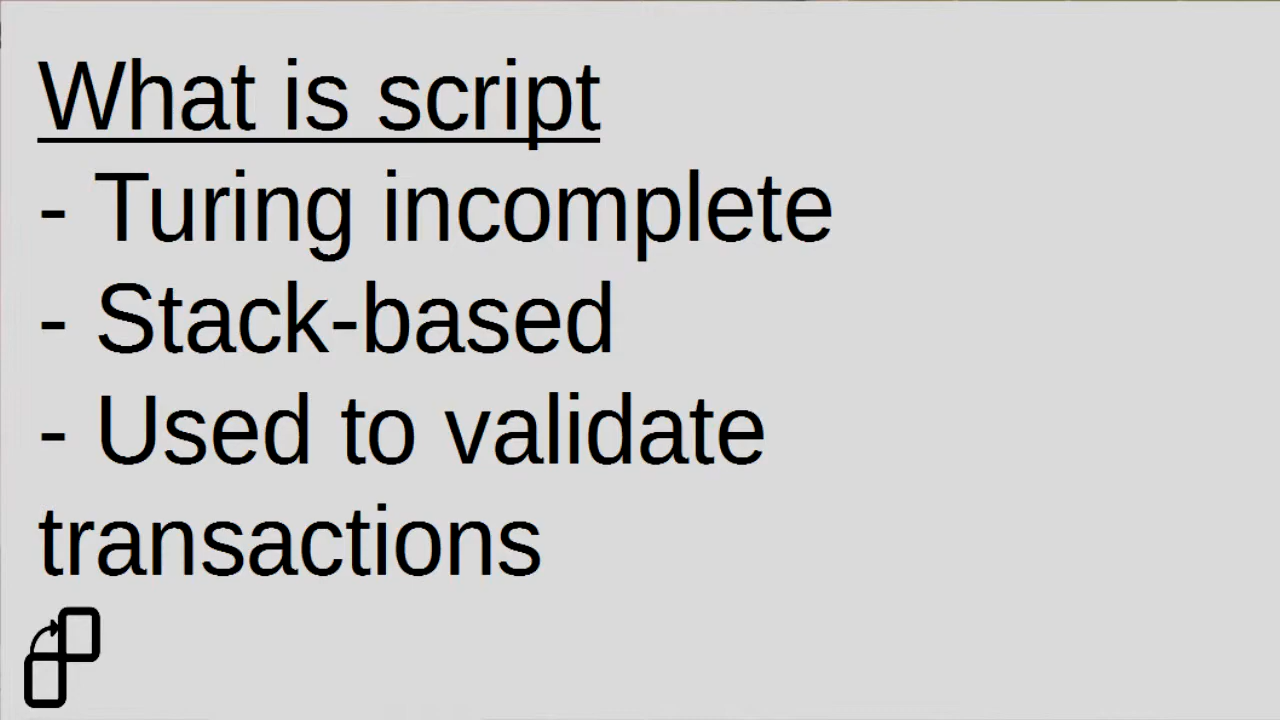 What is script
- Turing incomplete
- Stack-based
- Used to validate
transactions